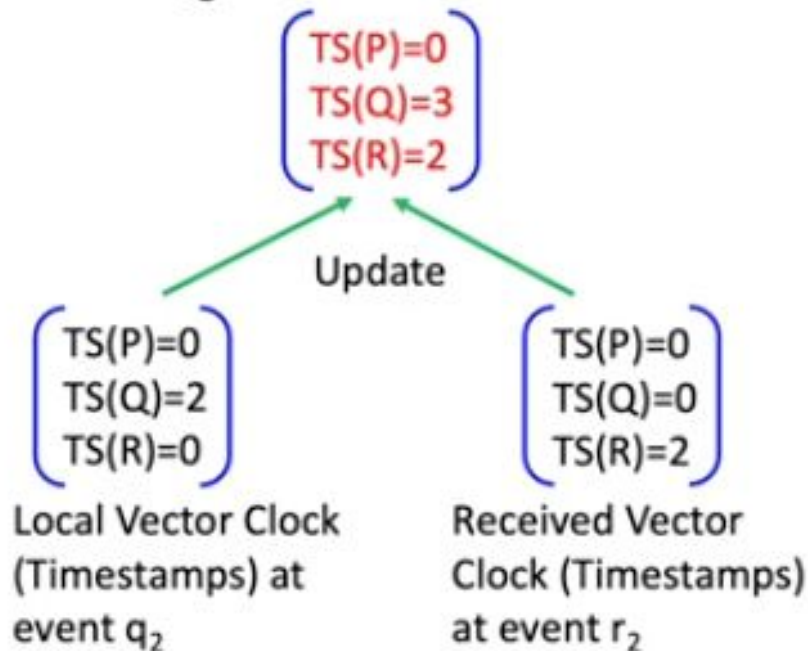 TS(P)=0
TS(Q)=3
TS(R)=2
Update
TS(P)=0
TS(Q)=2
TS(R)=0
Local Vector Clock
(Timestamps) at
event q₂
TS(P)=0
TS(Q)=0
TS(R)=2
Received Vector
Clock (Timestamps)
at event r₂